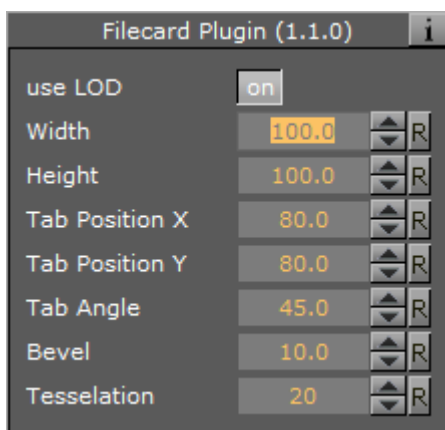 Filecard Plugin (1.1.0) i
use LOD on
Width 100.0 R
Height 100.0 R
Tab Position X 80.0 R
Tab Position Y 80.0 R
Tab Angle 45.0 R
Bevel 10.0 R
Tesselation 20 R